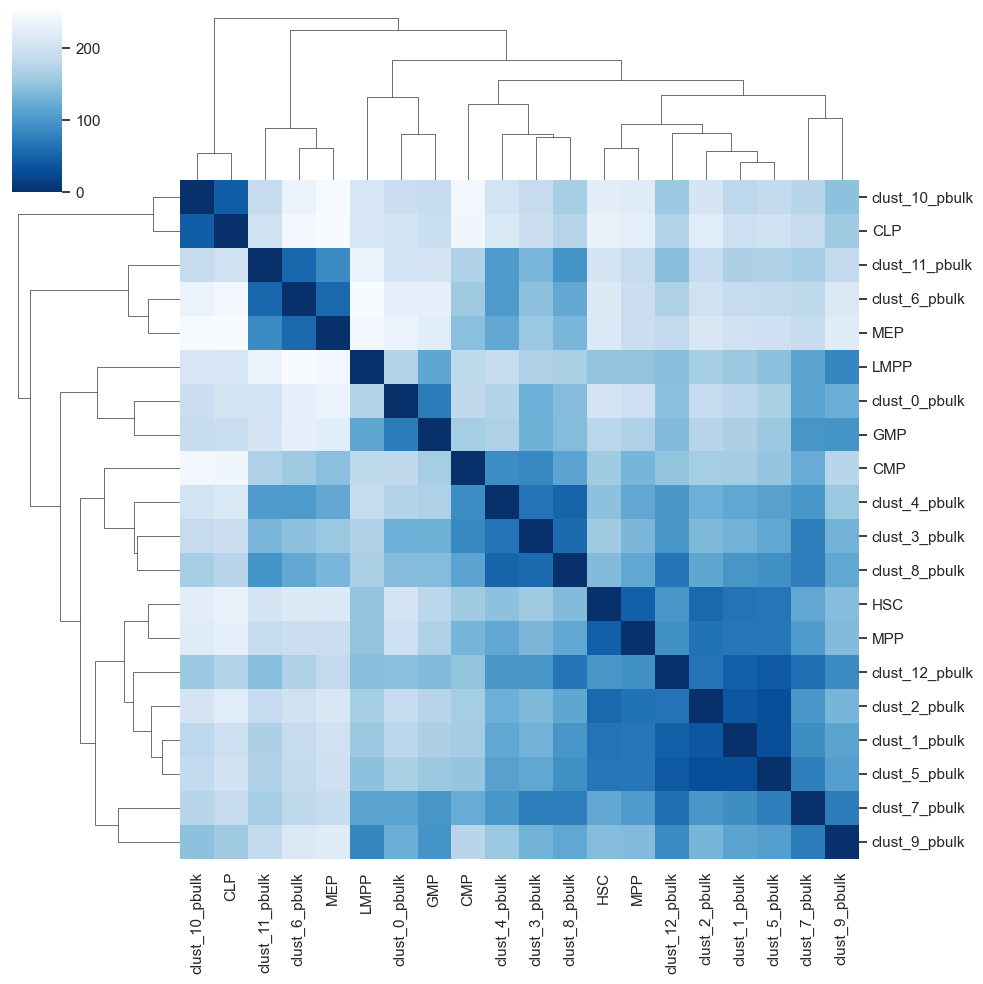 200
100
0
clust_10_pbulk
CLP
clust_11_pbulk
clust_6_pbulk
MEP
LMPP
clust_0_pbulk
GMP
CMP
clust_4_pbulk
clust_3_pbulk
clust_8_pbulk
HSC
MPP
clust_12_pbulk
clust_2_pbulk
clust_1_pbulk
clust_5_pbulk
clust_7_pbulk
clust_9_pbulk
clust_10_pbulk
CLP
clust_11_pbulk
clust_6_pbulk
MEP
LMPP
clust_0_pbulk
GMP
CMP
clust_4_pbulk
clust_3_pbulk
clust_8_pbulk
HSC
MPP
clust_12_pbulk
clust_2_pbulk
clust_1_pbulk
clust_5_pbulk
clust_7_pbulk
clust_9_pbulk